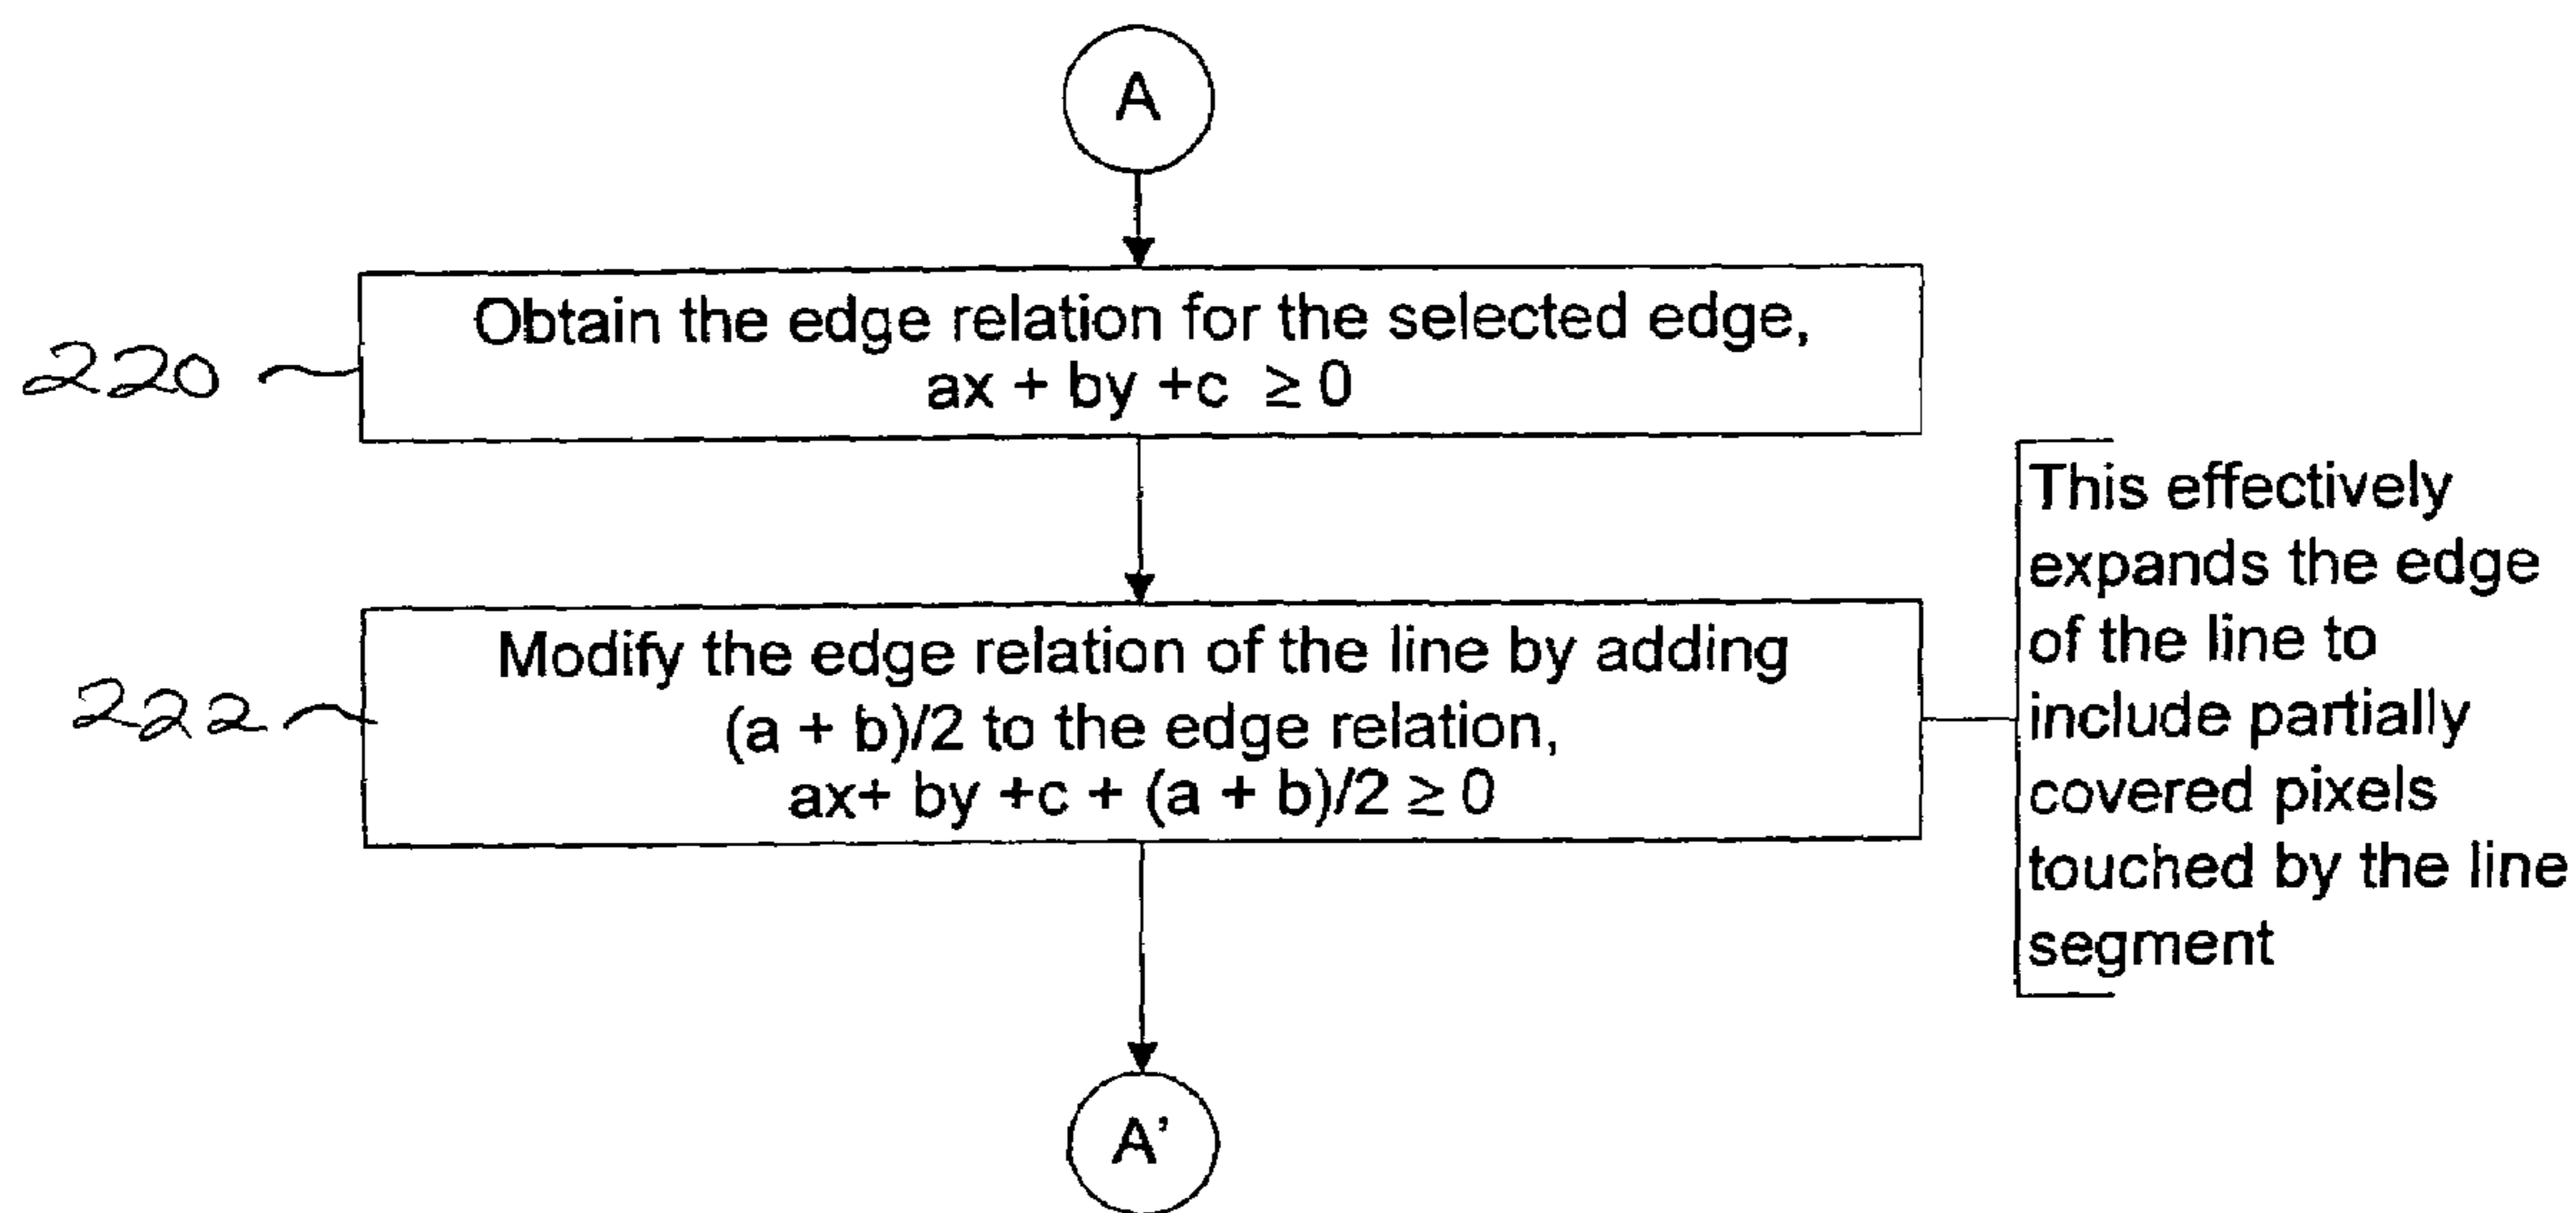 A
220
Obtain the edge relation for the selected edge,
ax + by +c ≥ 0
222
Modify the edge relation of the line by adding
(a + b)/2 to the edge relation,
ax+ by +c + (a + b)/2 ≥ 0
This effectively
expands the edge
of the line to
include partially
covered pixels
touched by the line
segment
A'